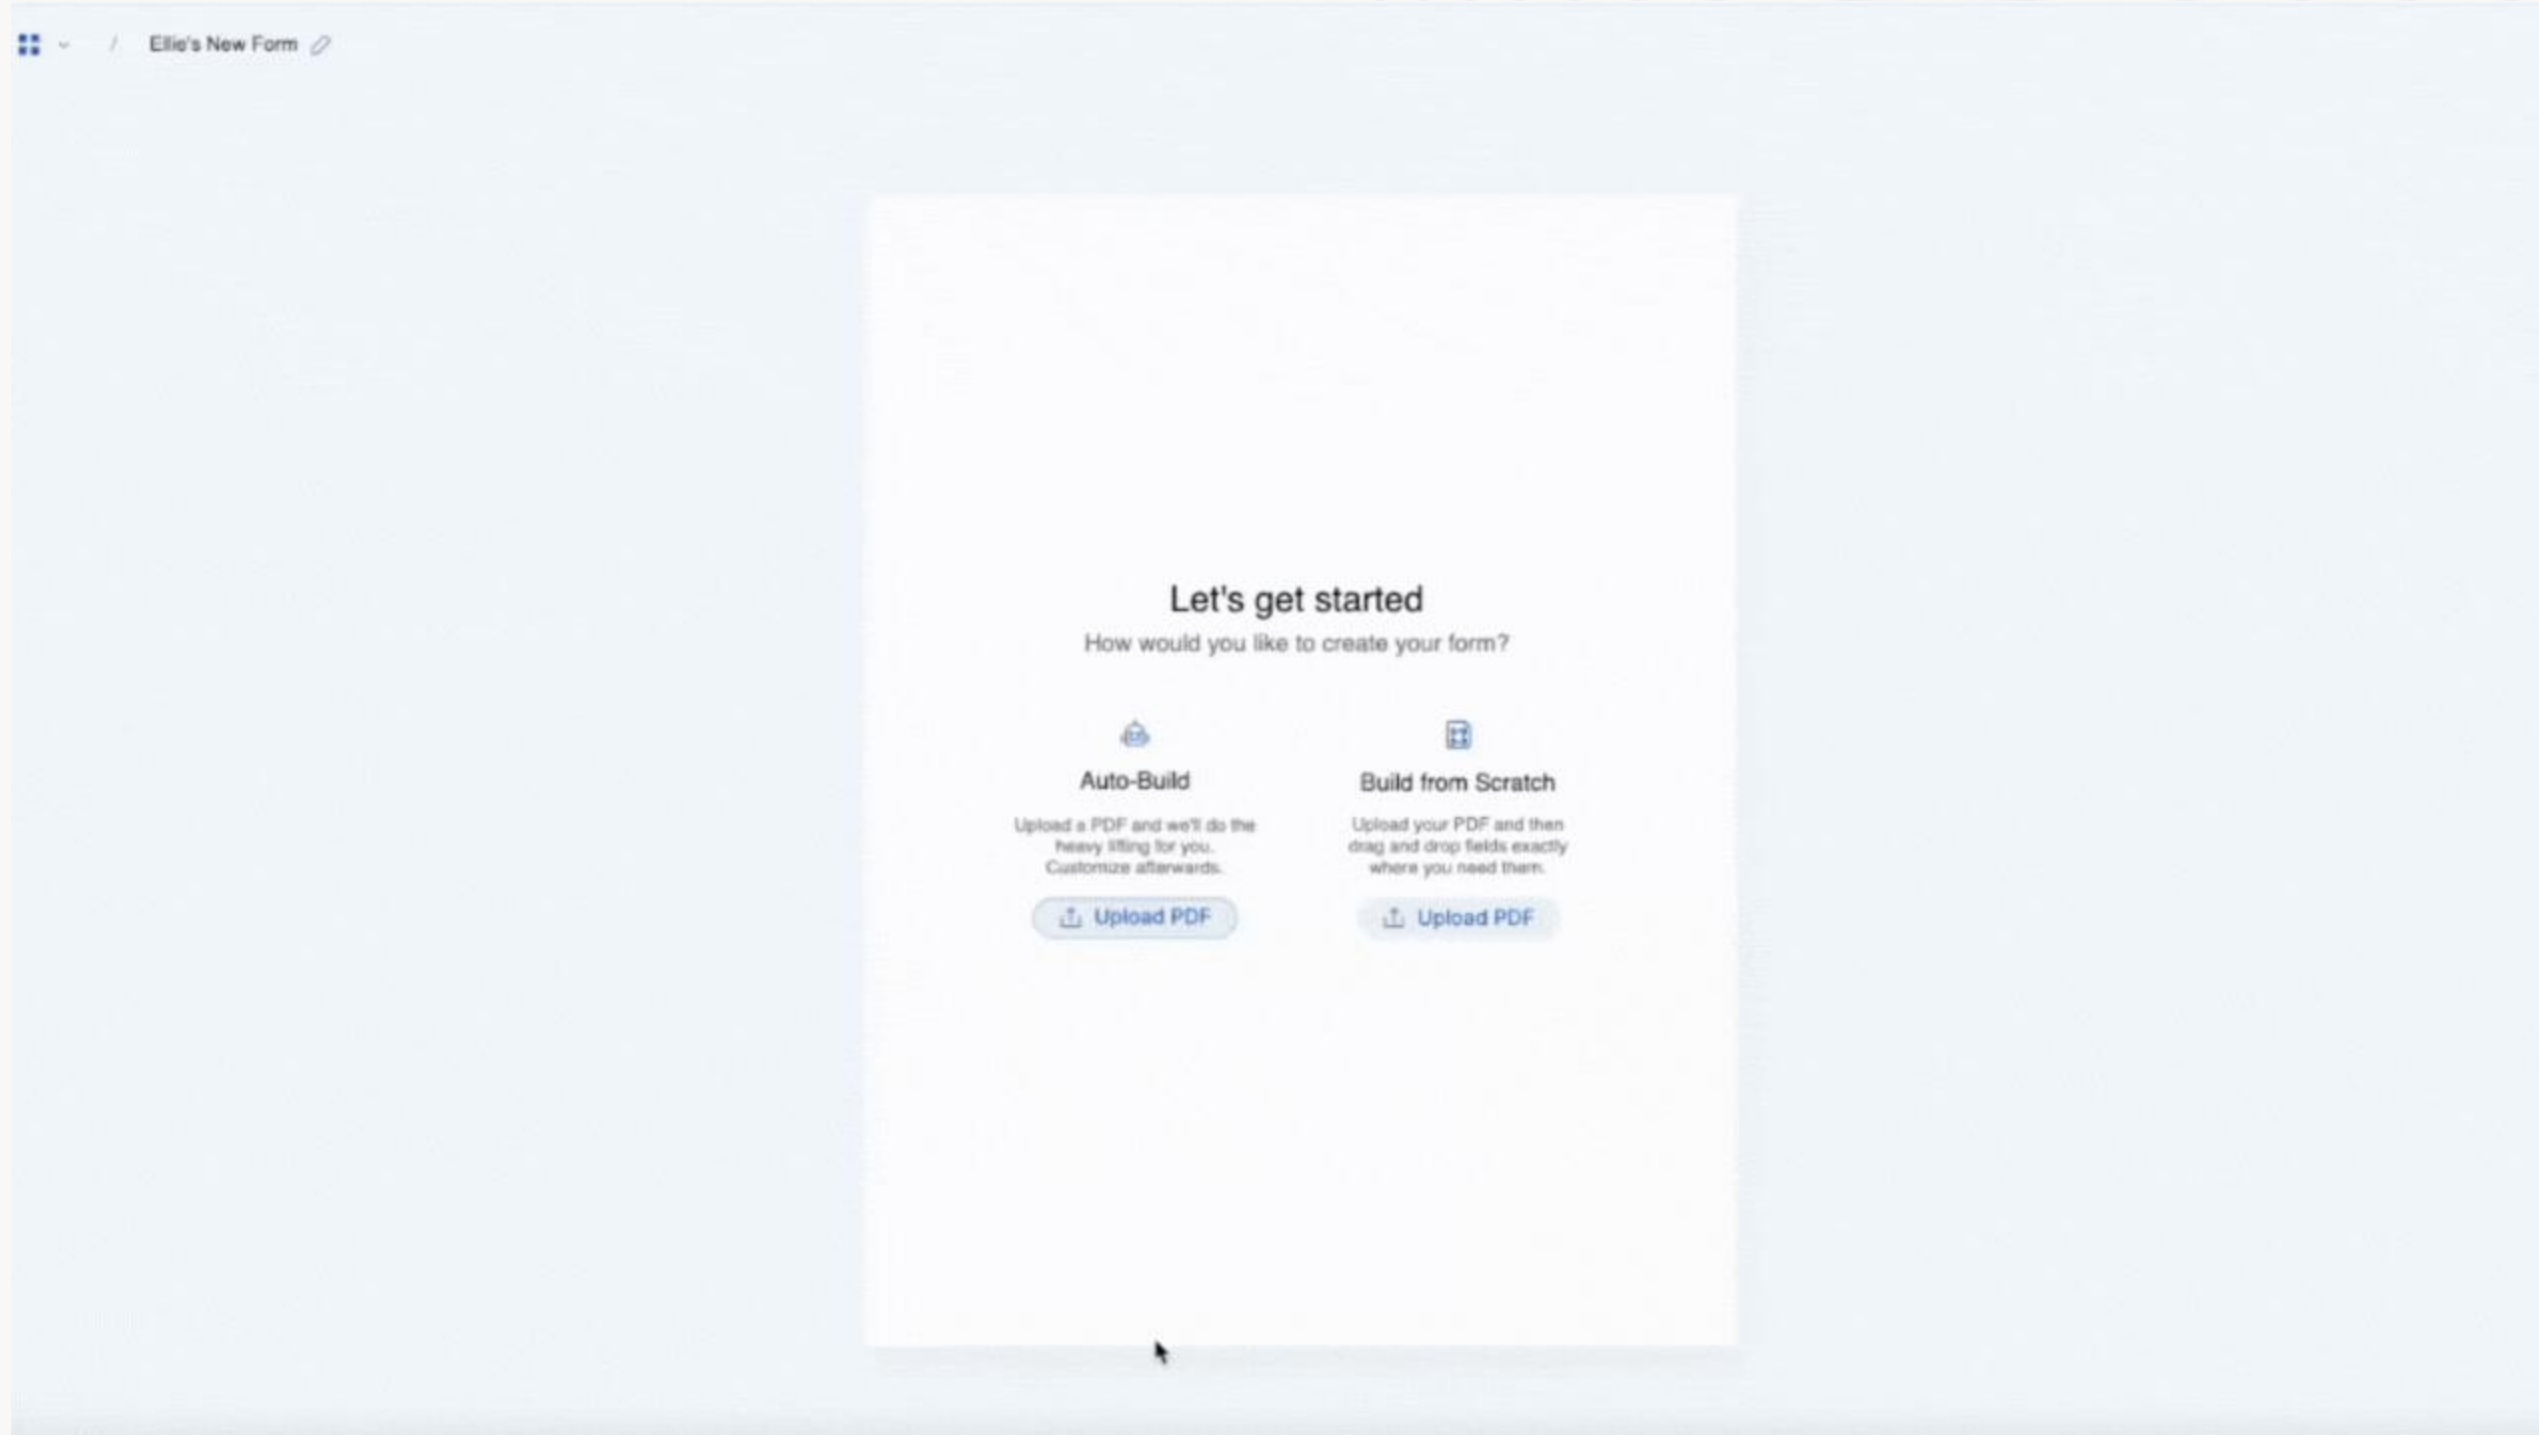 / Ellie's New Form
Let's get started
How would you like to create your form?
Auto-Build
Upload a PDF and we'll do the
heavy lifting for you.
Customize afterwards.
Upload PDF
Build from Scratch
Upload your PDF and then
drag and drop fields exactly
where you need them.
Upload PDF